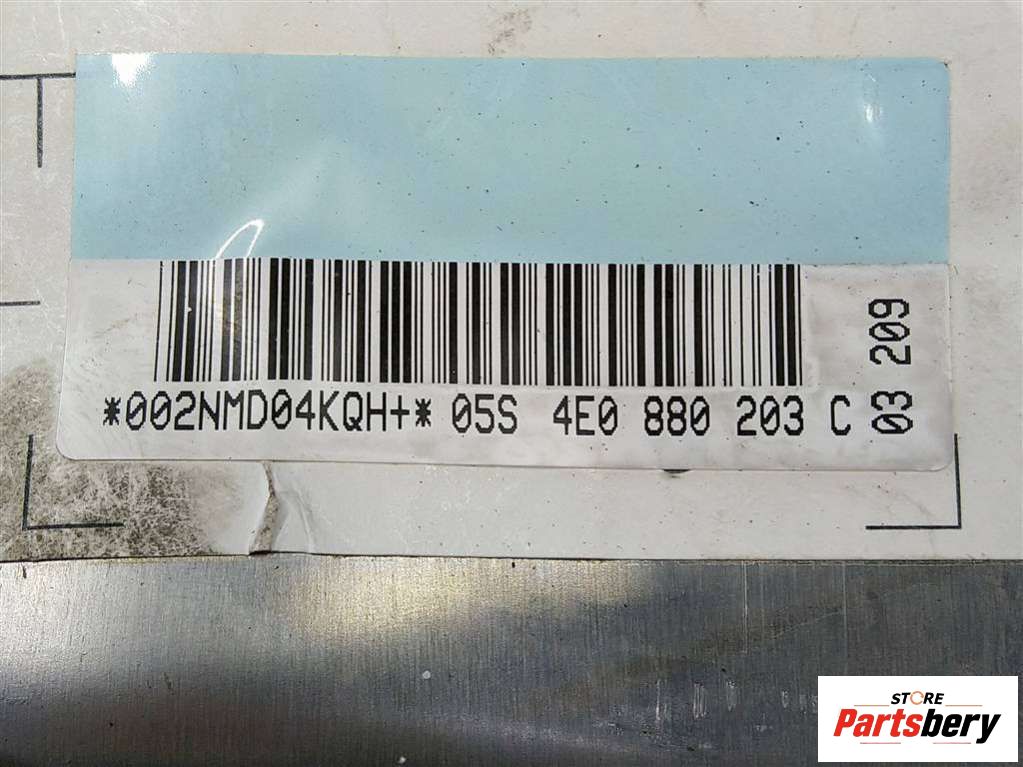 *002NMD04KQH+* 05S 4E0 880 203 C
03 209
STORE
Partsbery